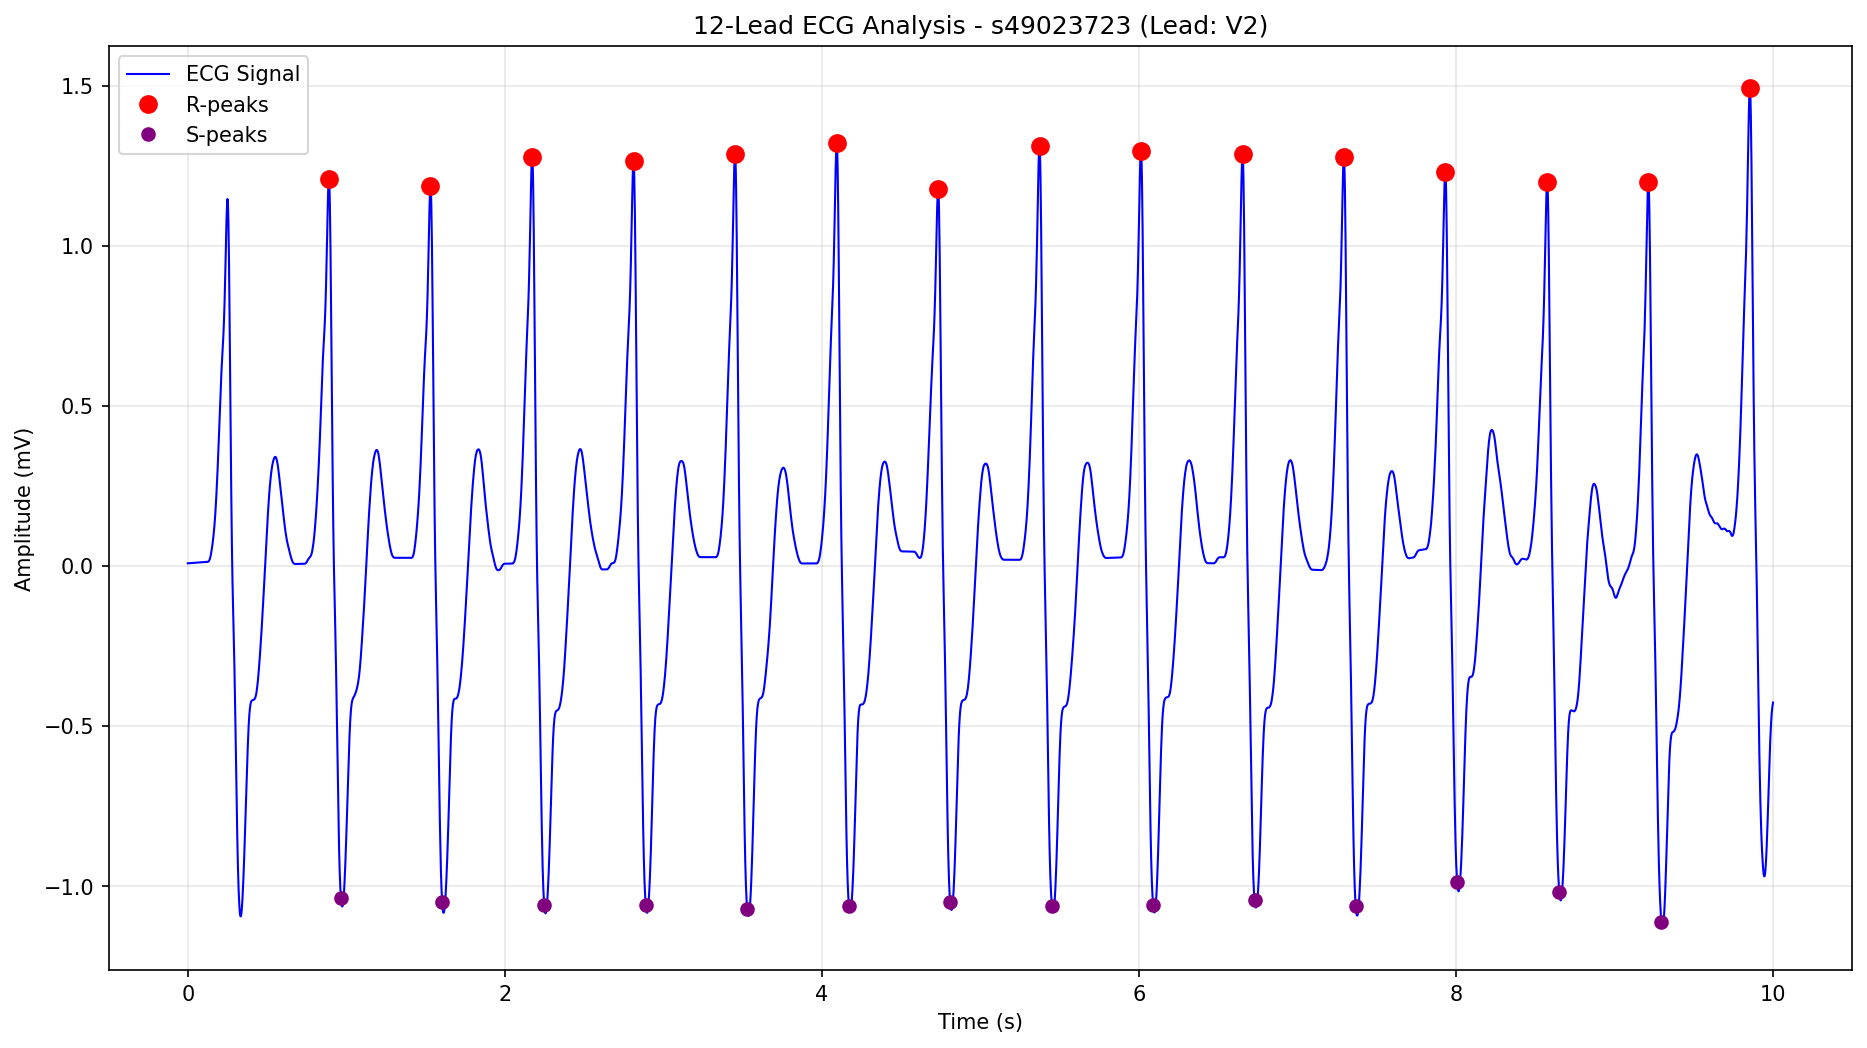 12-Lead ECG Analysis - s49023723 (Lead: V2)
ECG Signal
R-peaks
S-peaks
Amplitude (mV)
1.5
1.0
0.5
0.0
−0.5
−1.0
0 2 4 6 8 10
Time (s)